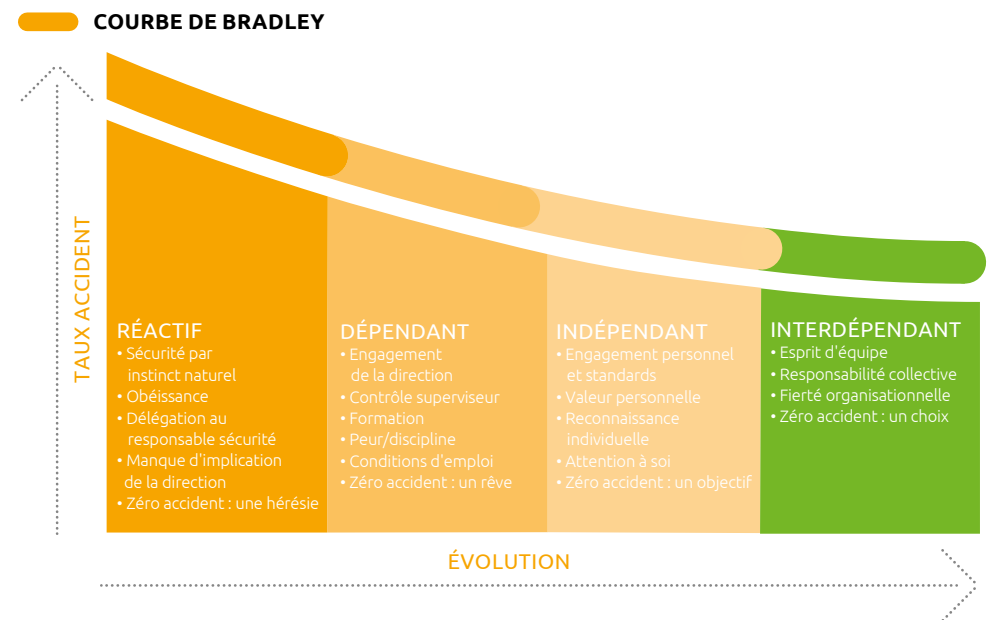 COURBE DE BRADLEY
TAUX ACCIDENT
RÉACTIF
• Sécurité par
instinct naturel
• Obéissance
• Délégation au
responsable sécurité
• Manque d'implication
de la direction
• Zéro accident : une hérésie
DÉPENDANT
• Engagement
de la direction
• Contrôle superviseur
• Formation
• Peur/discipline
• Conditions d'emploi
• Zéro accident : un rêve
INDÉPENDANT
• Engagement personnel
et standards
• Valeur personnelle
• Reconnaissance
individuelle
• Attention à soi
• Zéro accident : un objectif
INTERDÉPENDANT
• Esprit d'équipe
• Responsabilité collective
• Fierté organisationnelle
• Zéro accident : un choix
ÉVOLUTION